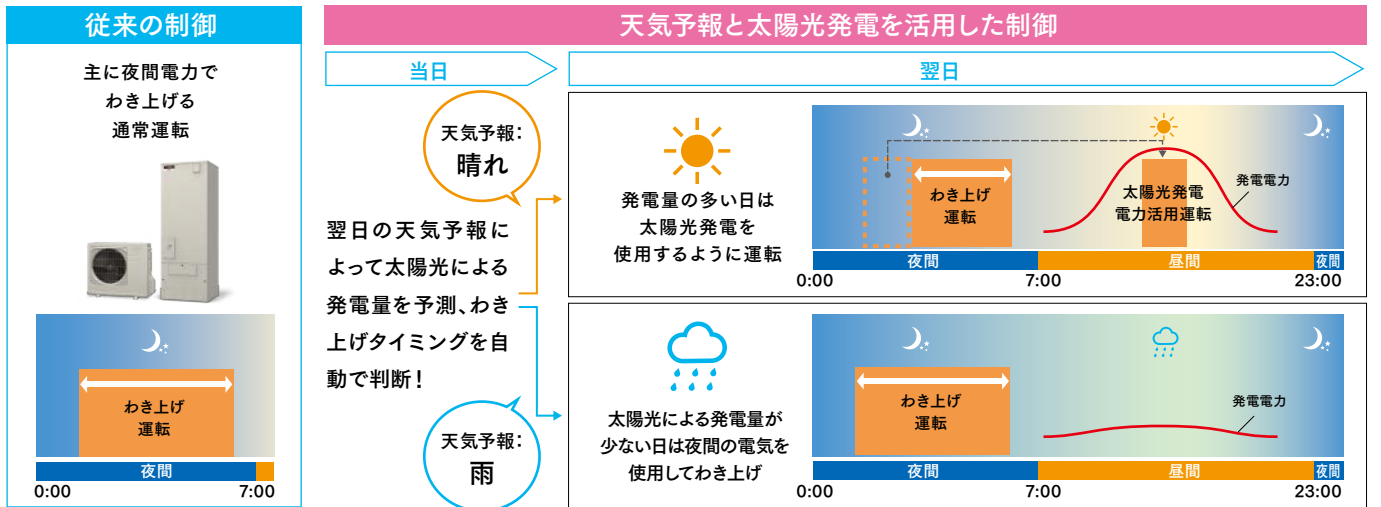 従来の制御
主に夜間電力で
わき上げる
通常運転
わき上げ
運転
夜間
0:00
7:00
天気予報と太陽光発電を活用した制御
当日
翌日
天気予報：
晴れ
翌日の天気予報に
よって太陽光による
発電量を予測、わき
上げタイミングを自
動で判断！
天気予報：
雨
発電量の多い日は
太陽光発電を
使用するように運転
わき上げ
運転
太陽光発電
電力活用運転
発電電力
夜間
昼間
夜間
0:00
7:00
23:00
太陽光による発電量が
少ない日は夜間の電気を
使用してわき上げ
わき上げ
運転
発電電力
夜間
昼間
夜間
0:00
7:00
23:00